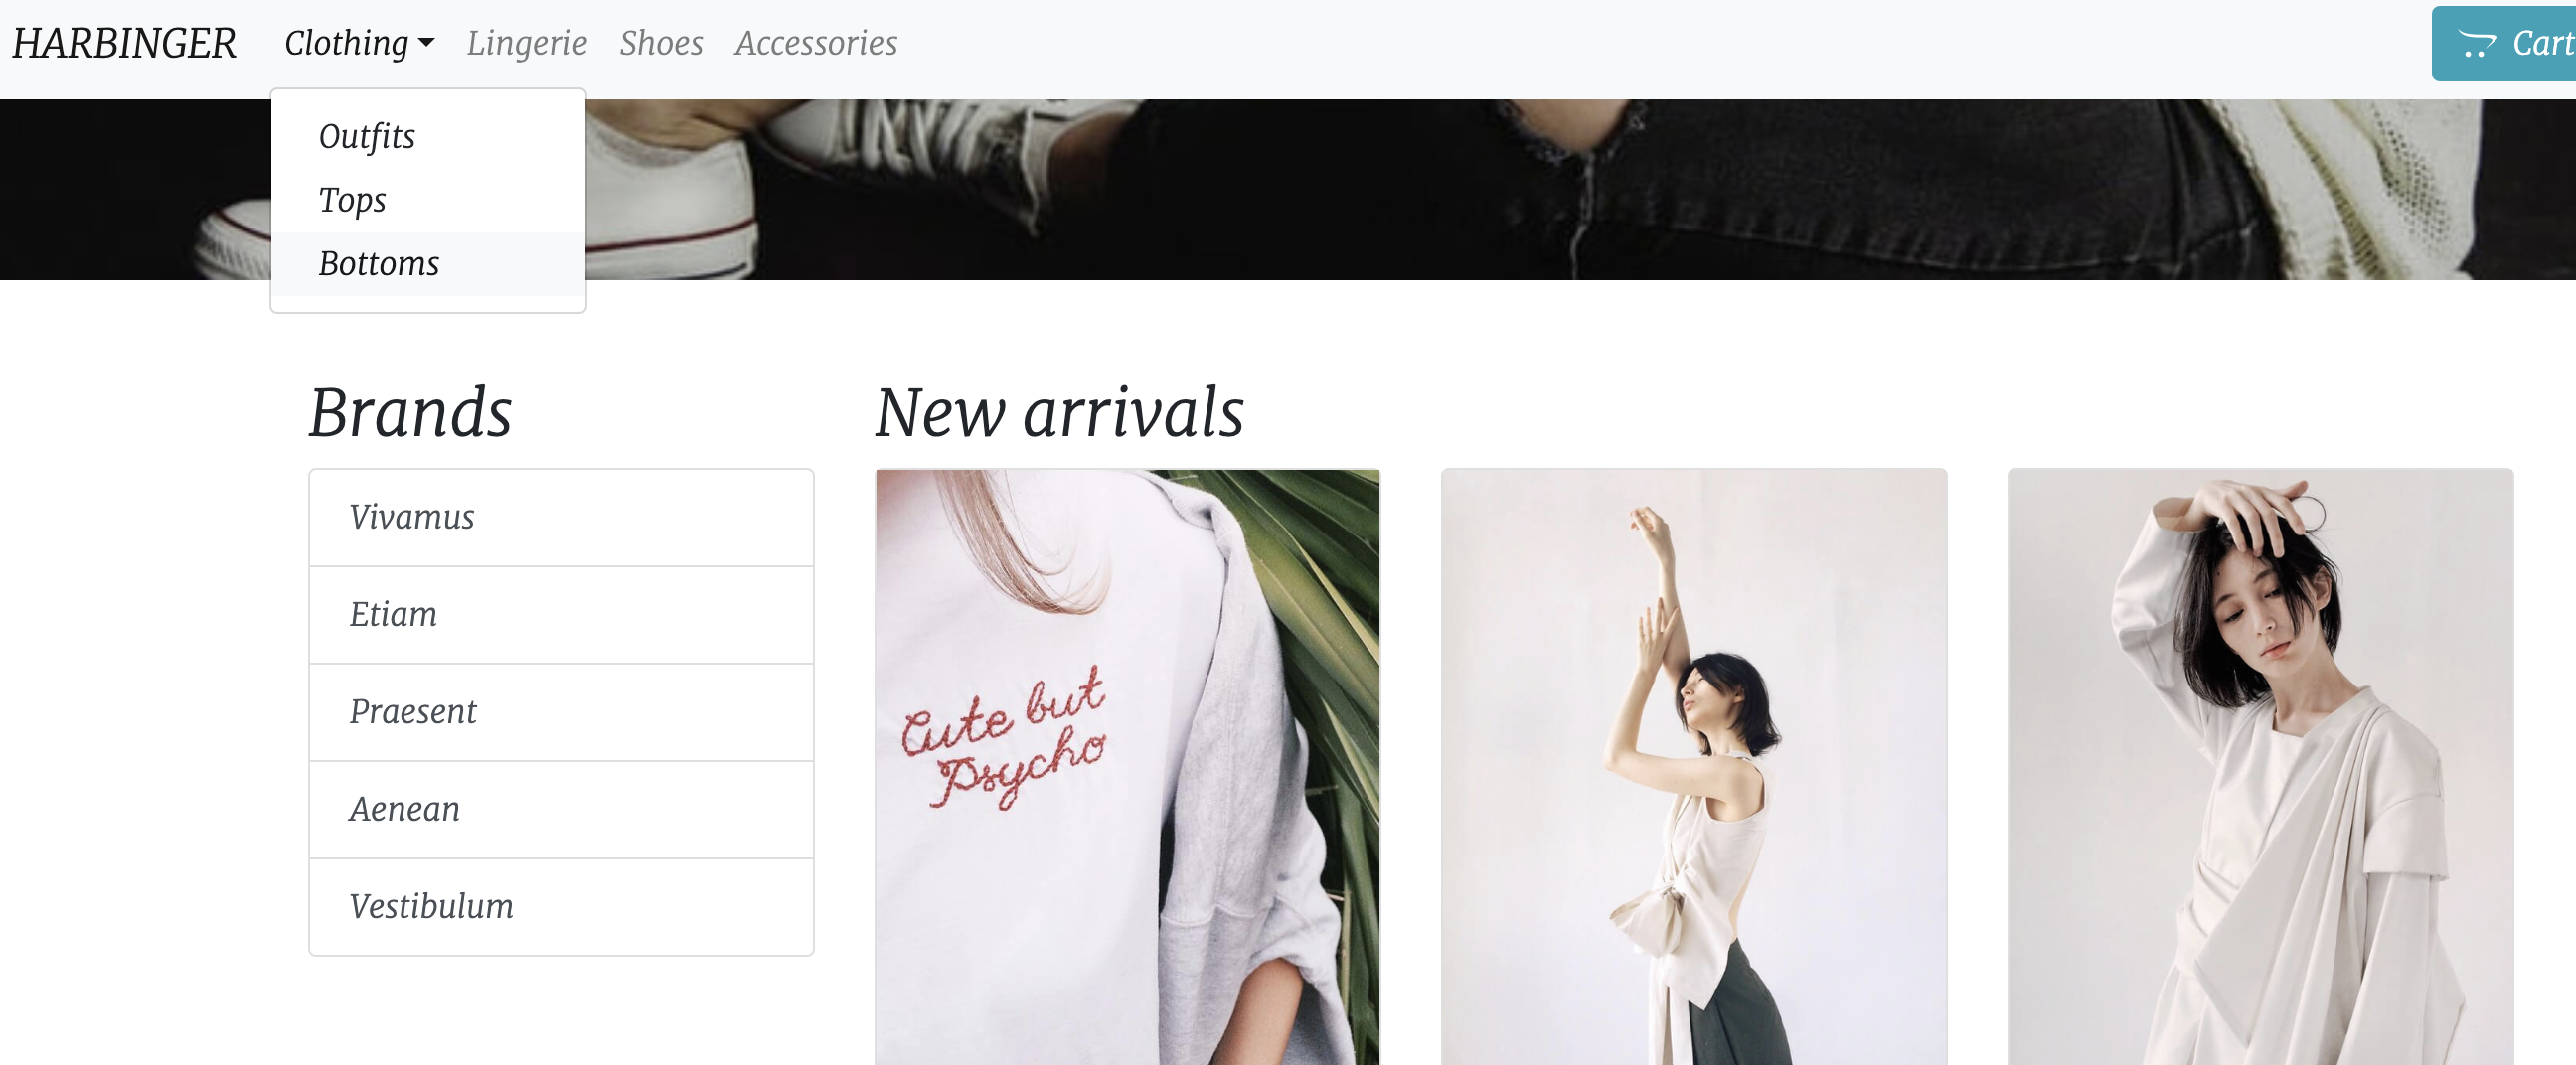 HARBINGER Clothing Lingerie Shoes Accessories Cart
Outfits
Tops
Bottoms
Brands
Vivamus
Etiam
Praesent
Aenean
Vestibulum
New arrivals
Cute but
Psycho